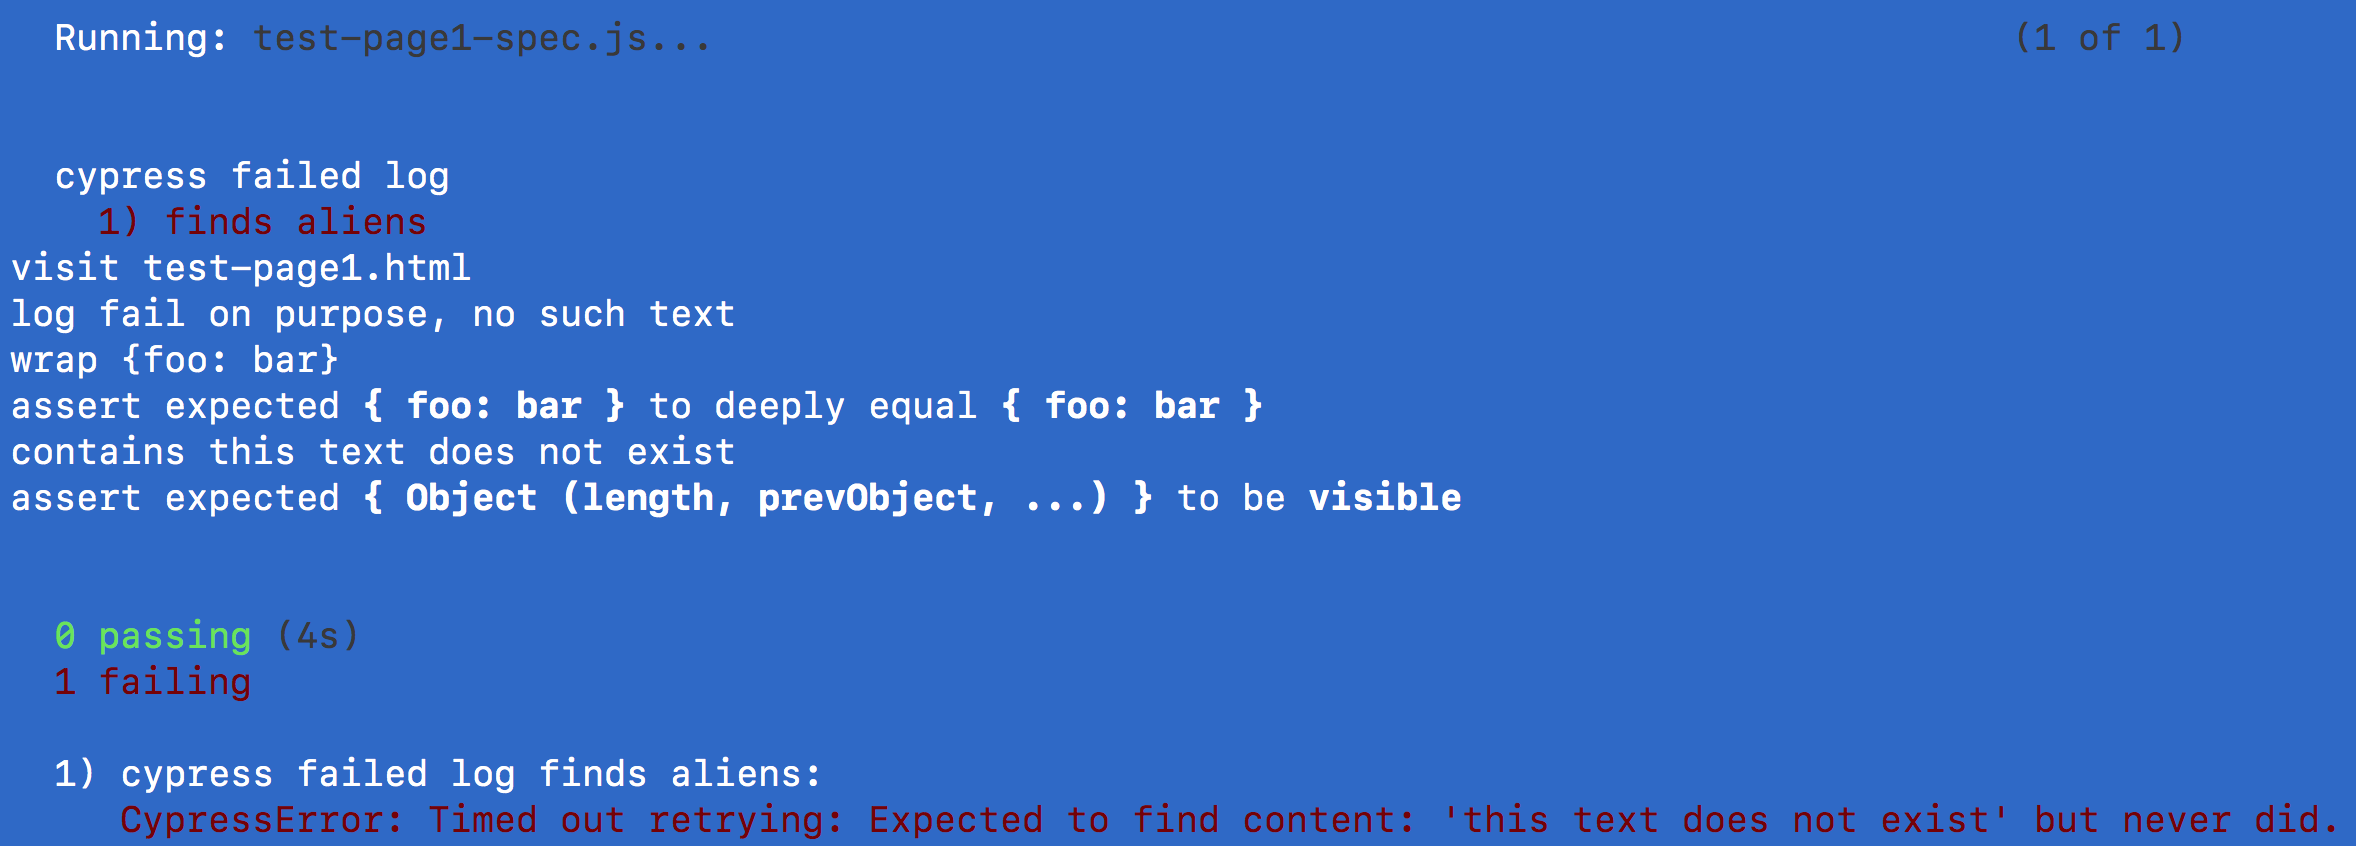 Running: test-page1-spec.js... (1 of 1)
cypress failed log
1) finds aliens
visit test-page1.html
log fail on purpose, no such text
wrap {foo: bar}
assert expected { foo: bar } to deeply equal { foo: bar }
contains this text does not exist
assert expected { Object (length, prevObject, ...) } to be visible
0 passing (4s)
1 failing
1) cypress failed log finds aliens:
CypressError: Timed out retrying: Expected to find content: 'this text does not exist' but never did.